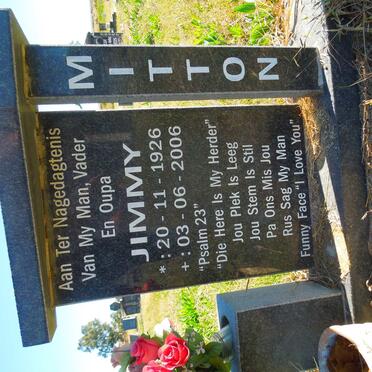 MITTON
Aan Ter Nagedagtenis
Van My Man, Vader
En Oupa
JIMMY
*:20-11-1926
+:03-06-2006
"Psalm 23"
"Die Here Is My Herder"
Jou Plek Is Leeg
Jou Stem Is Stil
Pa Ons Mis Jou
Rus Sag My Man
Funny Face "I Love You"